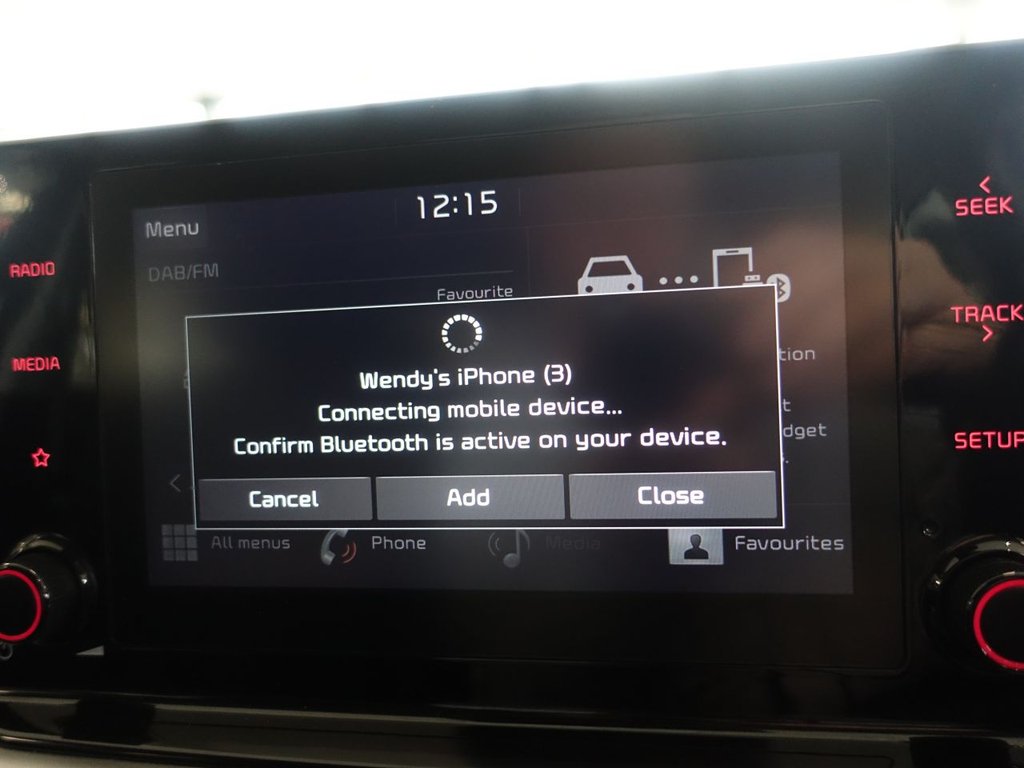 12:15
Menu
DAB/FM
Favourite
RADIO
MEDIA
< SEEK
TRACK >
SETUP
Wendy's iPhone (3)
Connecting mobile device...
Confirm Bluetooth is active on your device.
Cancel Add Close
All menus Phone Media Favourites